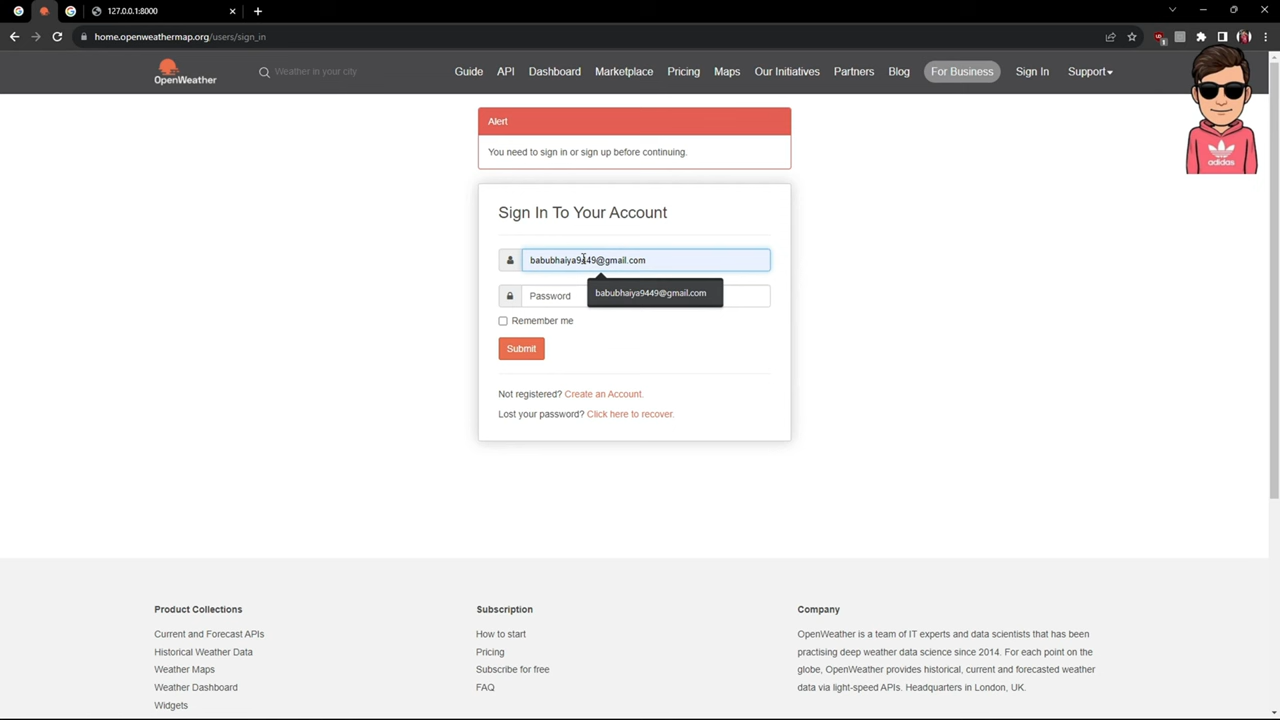 127.0.0.1:8000
home.openweathermap.org/users/sign_in
1
OpenWeather
Weather in your city
Guide
API
Dashboard
Marketplace
Pricing
Maps
Our Initiatives
Partners
Blog
For Business
Sign In
Support
adidas
Alert
You need to sign in or sign up before continuing.
Sign In To Your Account
babubhaiya9449@gmail.com
babubhaiya9449@gmail.com
Password
Remember me
Submit
Not registered? Create an Account.
Lost your password? Click here to recover.
Product Collections
Current and Forecast APIs
Historical Weather Data
Weather Maps
Weather Dashboard
Widgets
Subscription
How to start
Pricing
Subscribe for free
FAQ
Company
OpenWeather is a team of IT experts and data scientists that has been
practising deep weather data science since 2014. For each point on the
globe, OpenWeather provides historical, current and forecasted weather
data via light-speed APIs. Headquarters in London, UK.